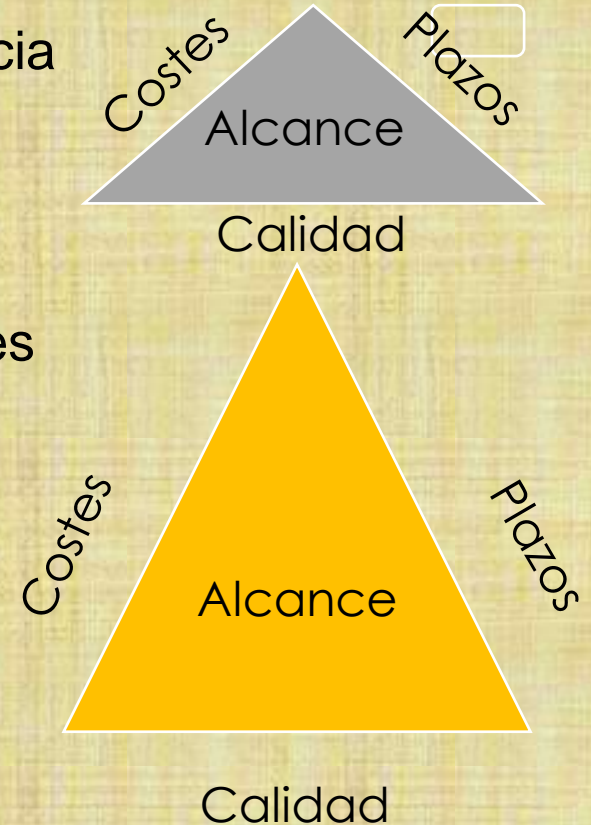 cia
Costes
Plazos
Alcance
Calidad
es
Costes
Plazos
Alcance
Calidad